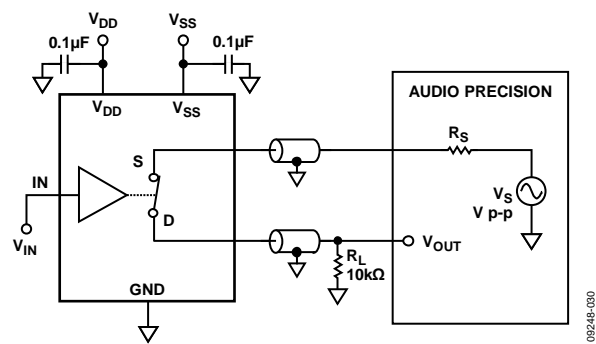 VDD
VSS
0.1µF
0.1µF
VDD
VSS
AUDIO PRECISION
RS
S
IN
VS
V p-p
D
VIN
VOUT
RL
10kΩ
GND
09248-030